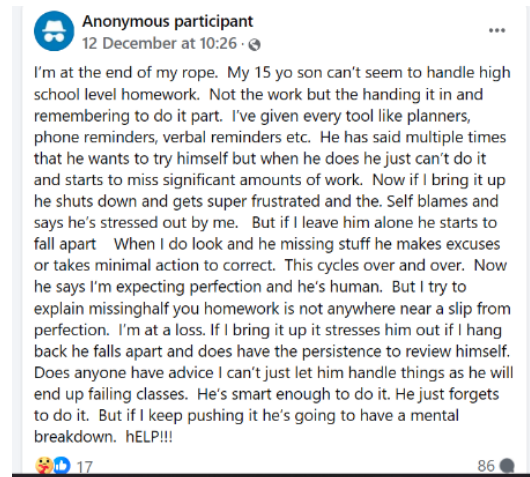 Anonymous participant
12 December at 10:26 ·
I'm at the end of my rope. My 15 yo son can't seem to handle high
school level homework. Not the work but the handing it in and
remembering to do it part. I've given every tool like planners,
phone reminders, verbal reminders etc. He has said multiple times
that he wants to try himself but when he does he just can't do it
and starts to miss significant amounts of work. Now if I bring it up
he shuts down and gets super frustrated and the. Self blames and
says he's stressed out by me. But if I leave him alone he starts to
fall apart When I do look and he missing stuff he makes excuses
or takes minimal action to correct. This cycles over and over. Now
he says I'm expecting perfection and he's human. But I try to
explain missinghalf you homework is not anywhere near a slip from
perfection. I'm at a loss. If I bring it up it stresses him out if I hang
back he falls apart and does have the persistence to review himself.
Does anyone have advice I can't just let him handle things as he will
end up failing classes. He's smart enough to do it. He just forgets
to do it. But if I keep pushing it he's going to have a mental
breakdown. hELP!!!
17
86